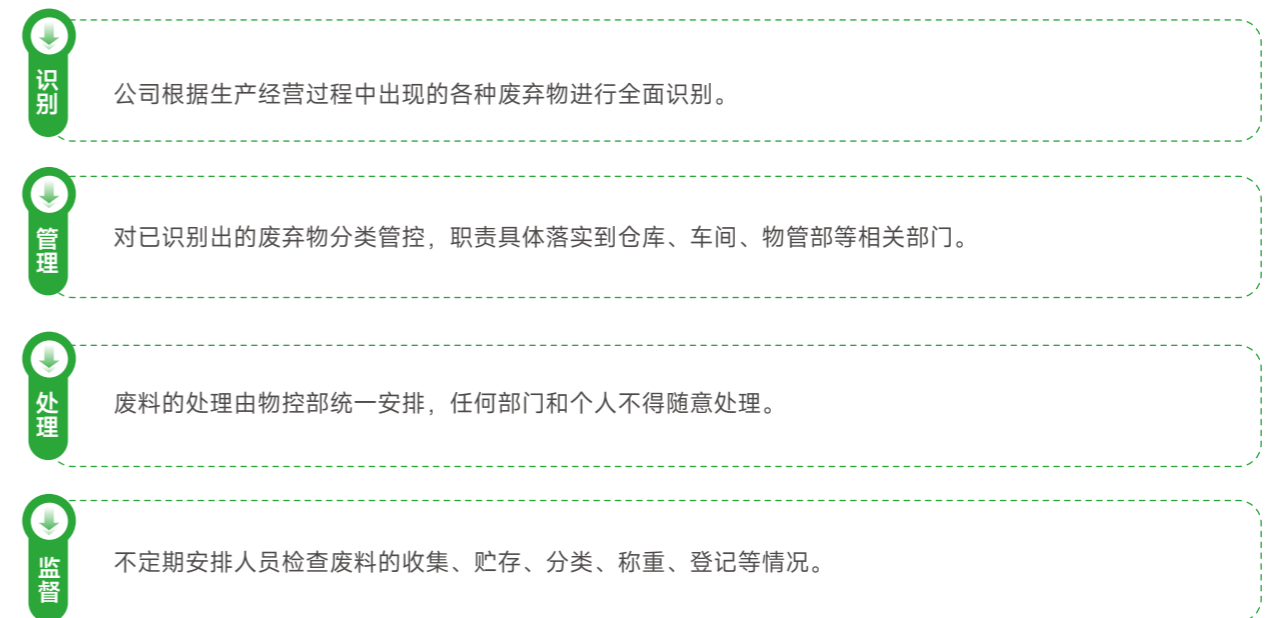 识别
公司根据生产经营过程中出现的各种废弃物进行全面识别。
管理
对已识别出的废弃物分类管控，职责具体落实到仓库、车间、物管部等相关部门。
处理
废料的处理由物控部统一安排，任何部门和个人不得随意处理。
监督
不定期安排人员检查废料的收集、贮存、分类、称重、登记等情况。